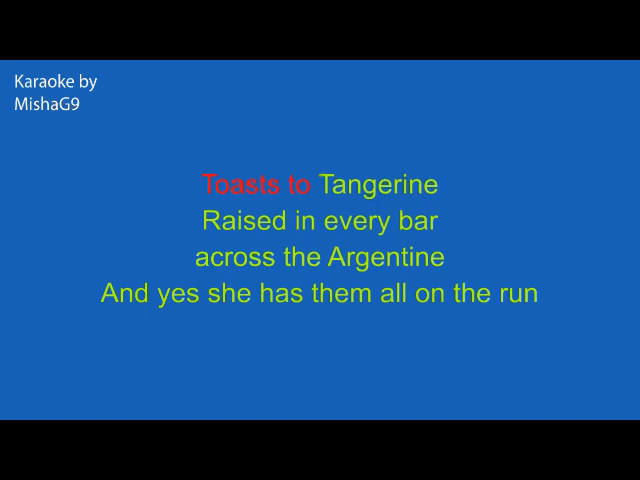 Karaoke by
MishaG9
Toasts to Tangerine
Raised in every bar
across the Argentine
And yes she has them all on the run